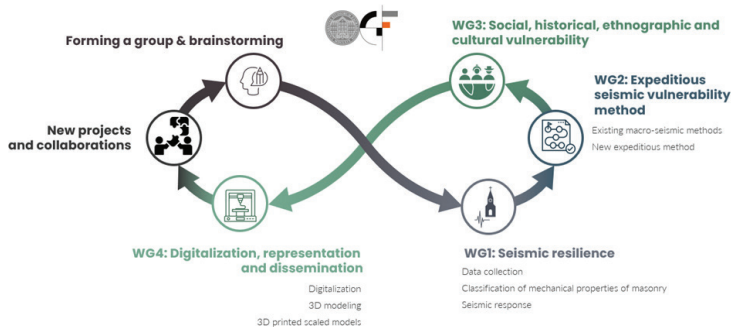 Forming a group & brainstorming
WG3: Social, historical, ethnographic and
cultural vulnerability
WG2: Expeditious
seismic vulnerability
method
Existing macro-seismic methods
New expeditious method
New projects
and collaborations
WG4: Digitalization, representation
and dissemination
Digitalization
3D modeling
3D printed scaled models
WG1: Seismic resilience
Data collection
Classification of mechanical properties of masonry
Seismic response